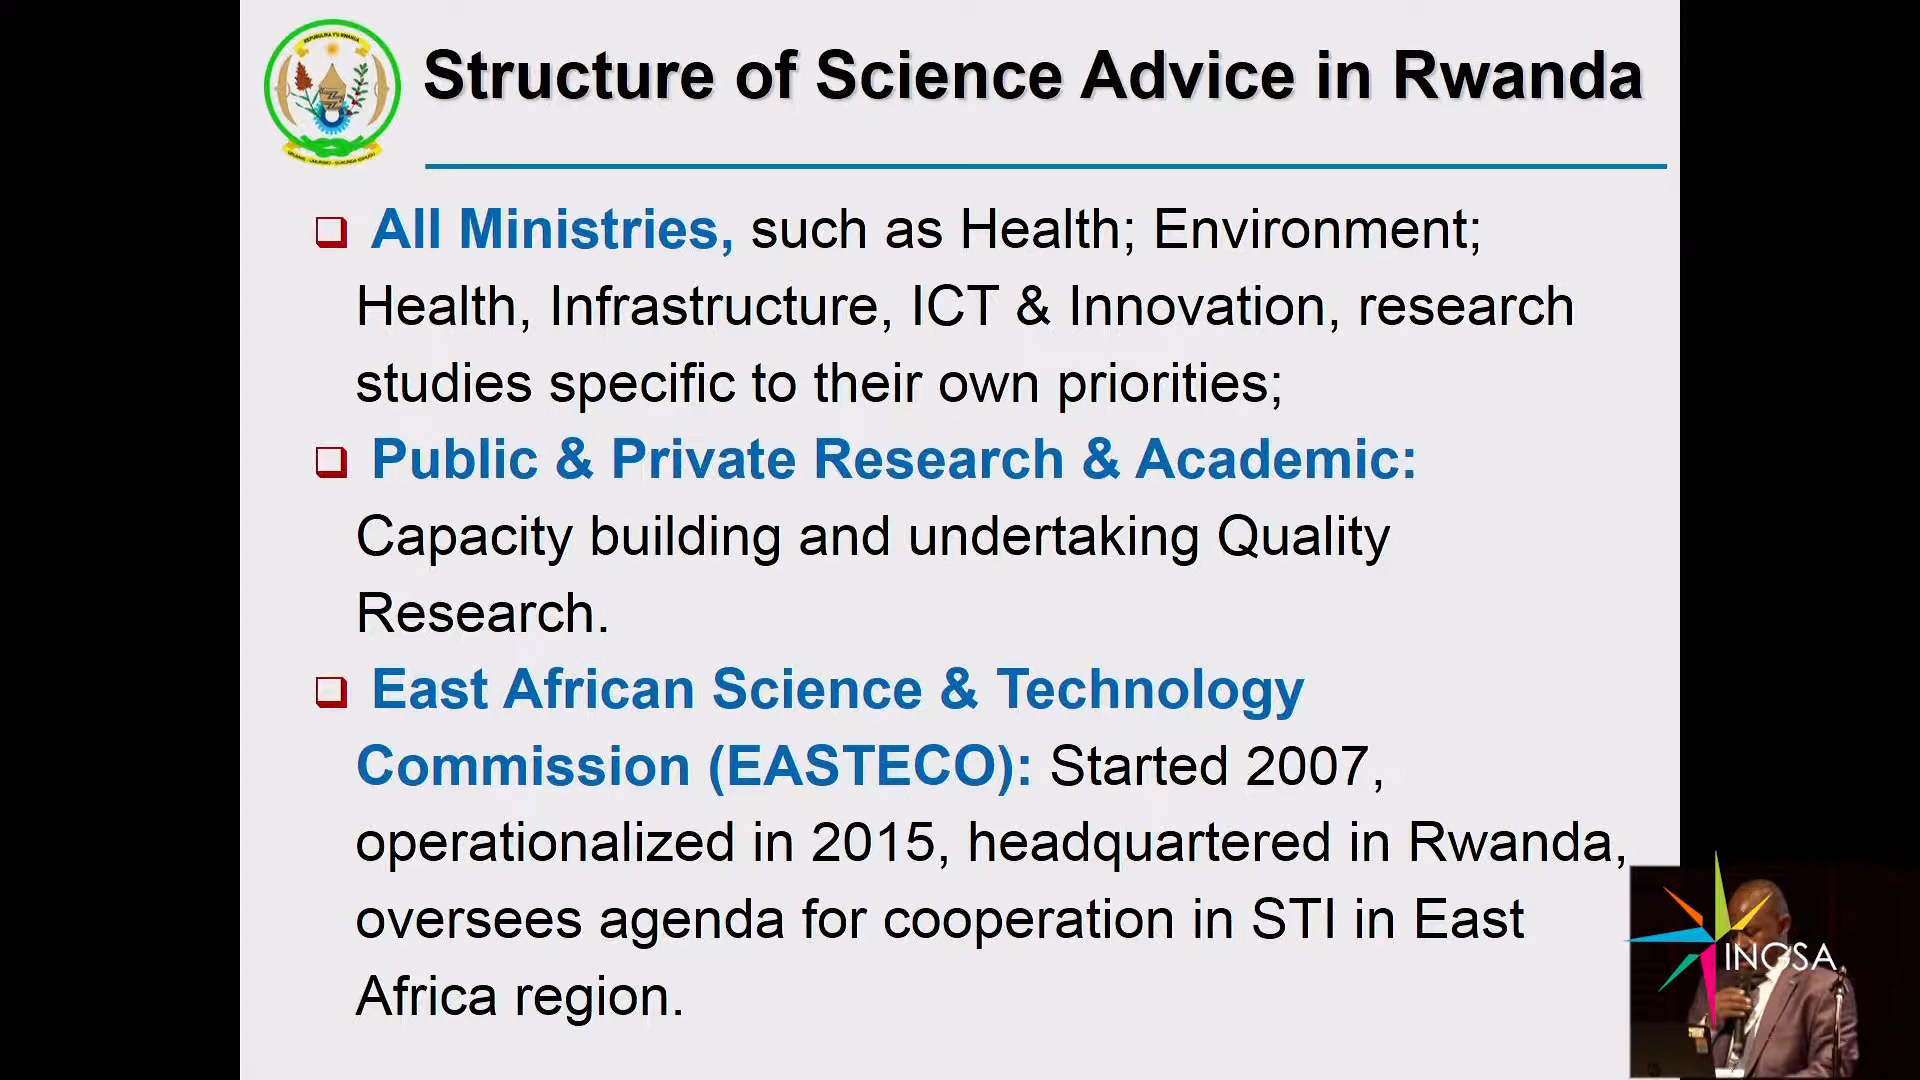 REPUBULIKA Y'U RWANDA
Structure of Science Advice in Rwanda
All Ministries, such as Health; Environment;
Health, Infrastructure, ICT & Innovation, research
studies specific to their own priorities;
Public & Private Research & Academic:
Capacity building and undertaking Quality
Research.
East African Science & Technology
Commission (EASTECO): Started 2007,
operationalized in 2015, headquartered in Rwanda,
oversees agenda for cooperation in STI in East
Africa region.
INGSA